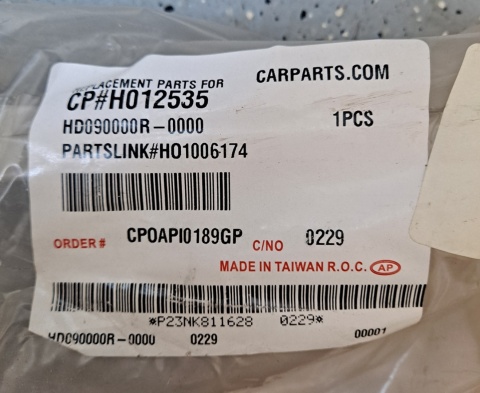 REPLACEMENT PARTS FOR
CARPARTS.COM
CP#H012535
HD090000R-0000
1PCS
PARTSLINK#HO1006174
ORDER # CPOAPI0189GP C/NO 0229
MADE IN TAIWAN R.O.C. AP
*P23NK811628 0229*
HD090000R-0000 0229 00001